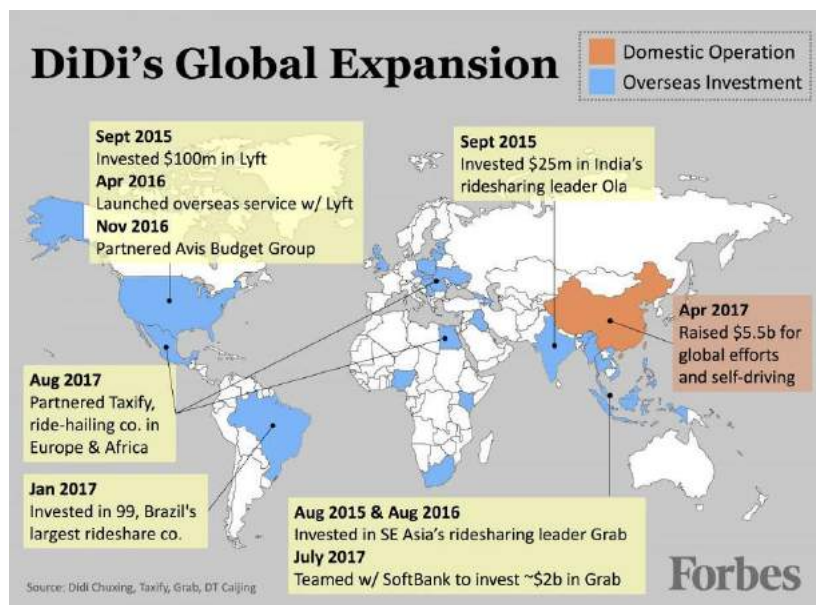 DiDi's Global Expansion
Domestic Operation
Overseas Investment
Sept 2015
Invested $100m in Lyft
Apr 2016
Launched overseas service w/ Lyft
Nov 2016
Partnered Avis Budget Group
Sept 2015
Invested $25m in India's
ridesharing leader Ola
Apr 2017
Raised $5.5b for
global efforts
and self-driving
Aug 2017
Partnered Taxify,
ride-hailing co. in
Europe & Africa
Jan 2017
Invested in 99, Brazil's
largest rideshare co.
Aug 2015 & Aug 2016
Invested in SE Asia's ridesharing leader Grab
July 2017
Teamed w/ SoftBank to invest ~$2b in Grab
Source: Didi Chuxing, Taxify, Grab, DT Caijing
Forbes